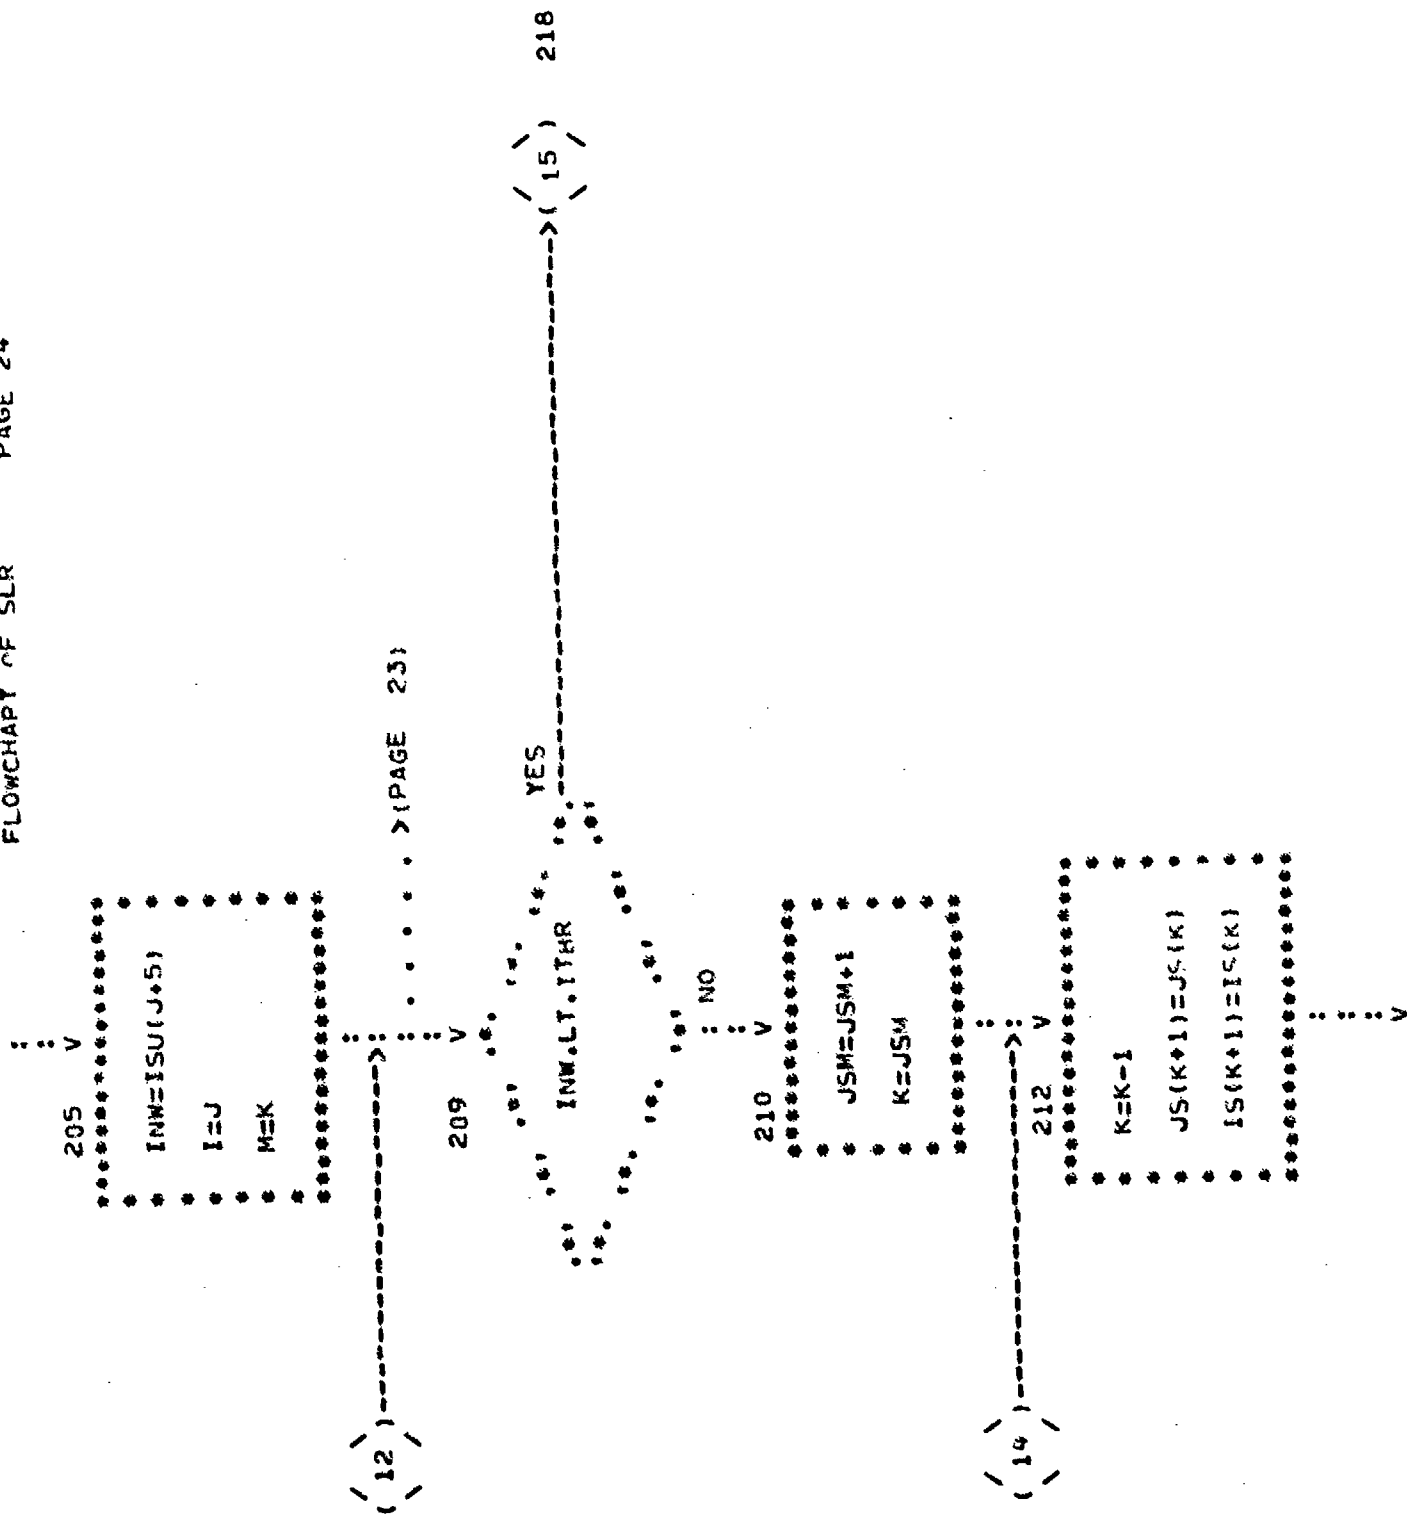 FLOWCHART OF SLR PAGE 24
205
INW=ISU(J+5)
I=J
M=K
( 12 )
>(PAGE 23)
209
INW.LT.ITHR
YES
( 15 ) 218
NO
210
JSM=JSM+1
K=JSM
( 14 )
212
K=K-1
JS(K+1)=JS(K)
IS(K+1)=IS(K)